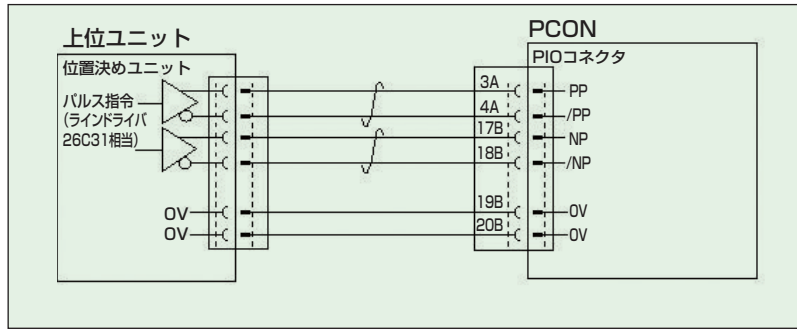 上位ユニット
位置決めユニット
パルス指令
(ラインドライバ
26C31相当)
0V
0V
PCON
PIOコネクタ
3A
PP
4A
/PP
17B
NP
18B
/NP
19B
0V
20B
0V